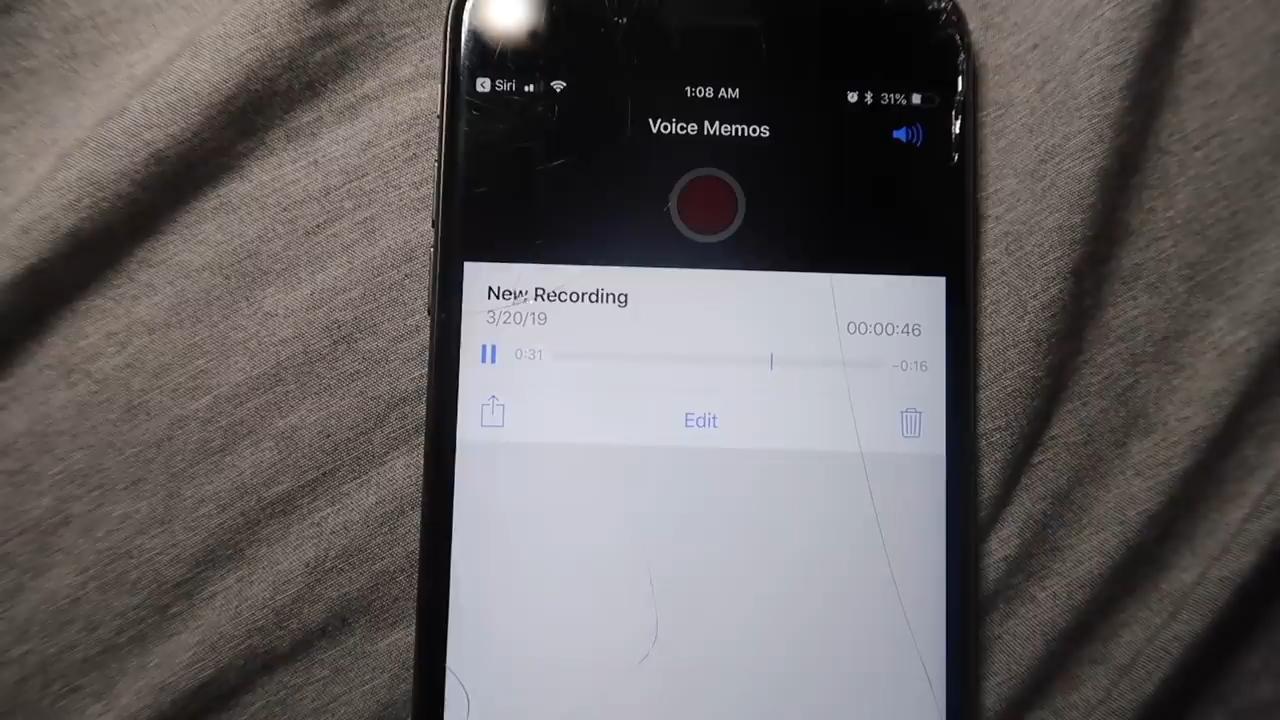 Siri 1:08 AM 31%
Voice Memos
New Recording
3/20/19 00:00:46
0:31 -0:16
Edit